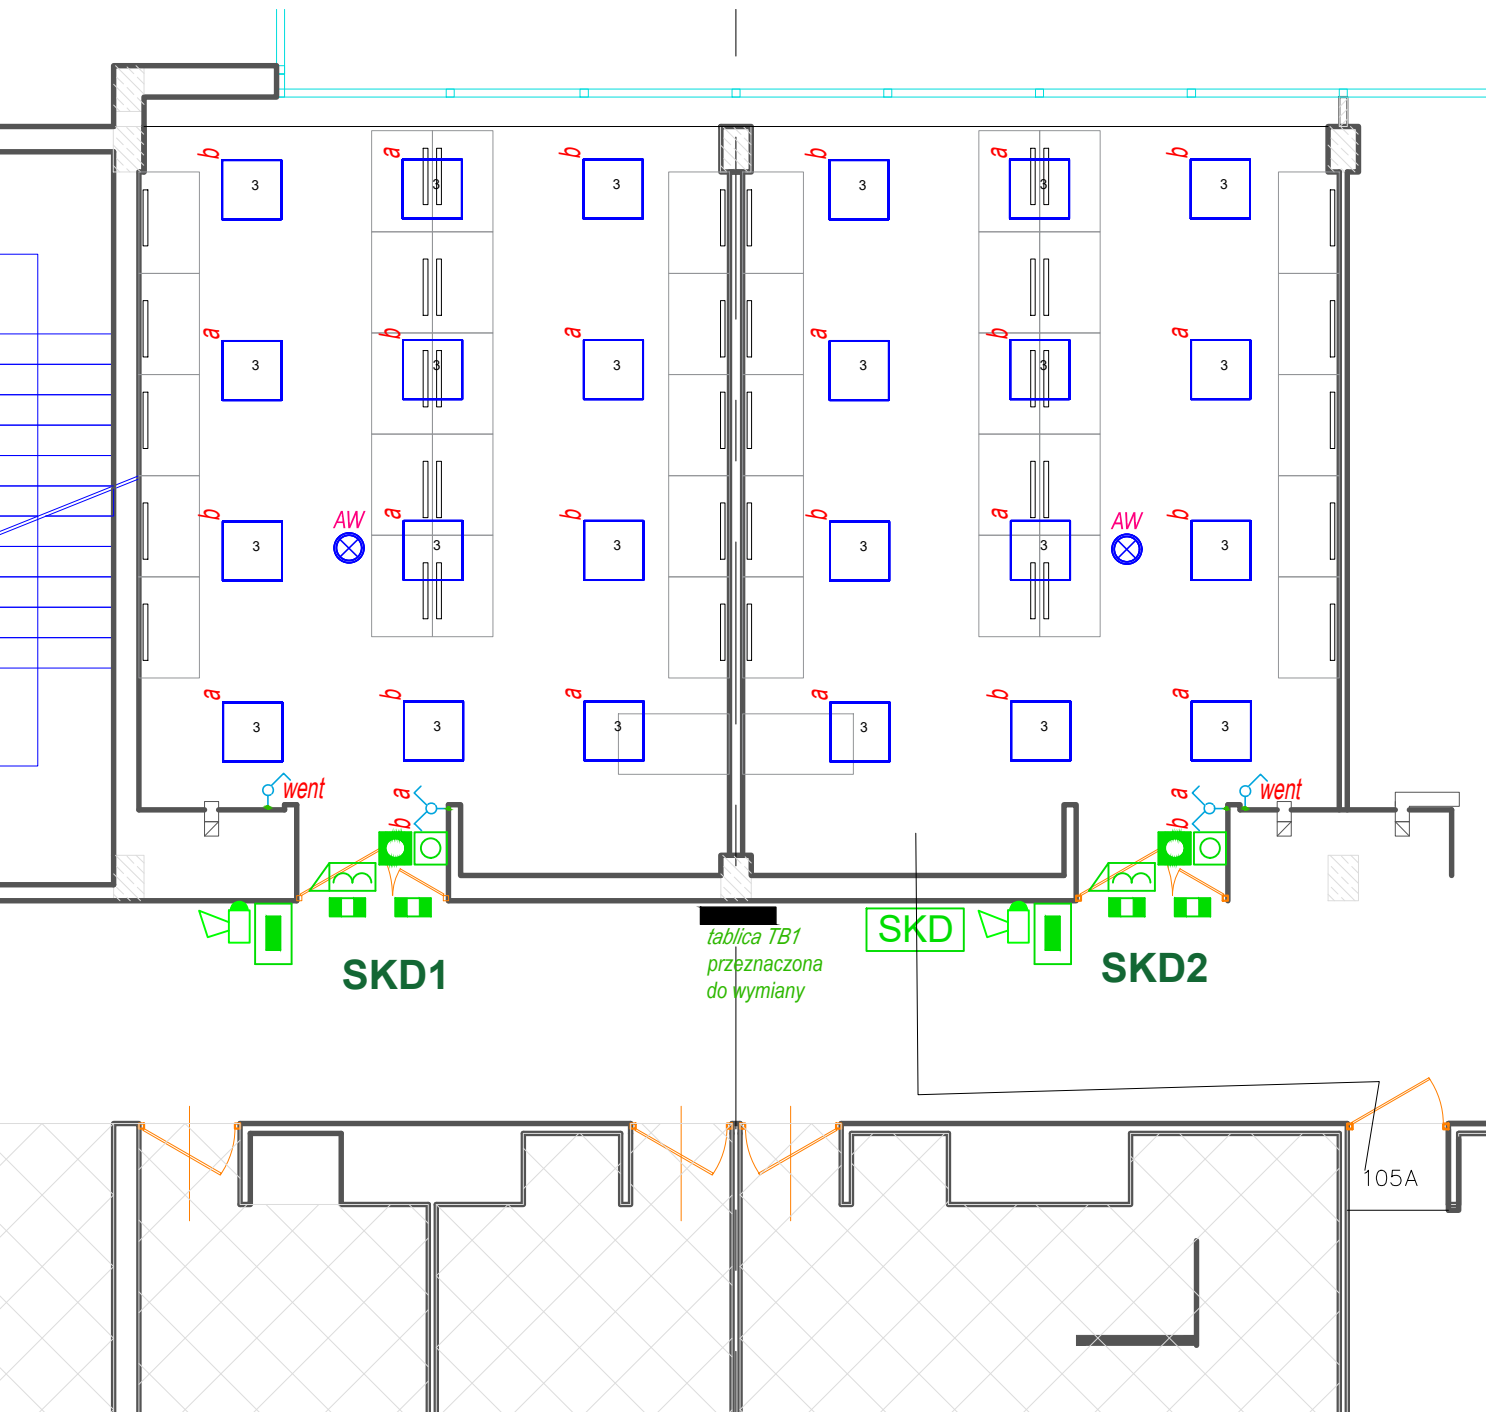 b a b b a b
3 3 3 3 3 3
a b a a b a
3 3 3 3 3 3
b a b b a b
AW AW
3 3 3 3 3 3
a b a a b a
3 3 3 3 3 3
went a a went
b b
SKD
tablica TB1
przeznaczona
do wymiany
SKD1
SKD2
105A